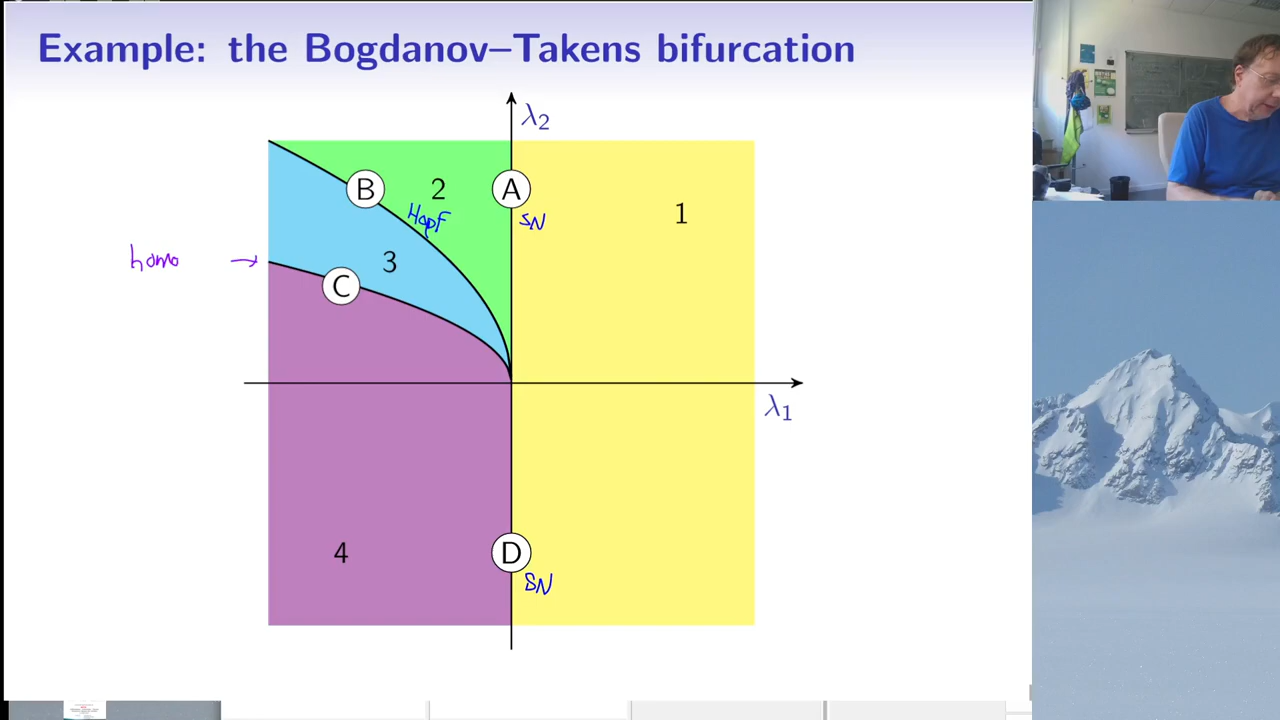 Example: the Bogdanov–Takens bifurcation
λ2
B
2
A
1
Hopf
SN
homo
3
C
λ1
4
D
SN